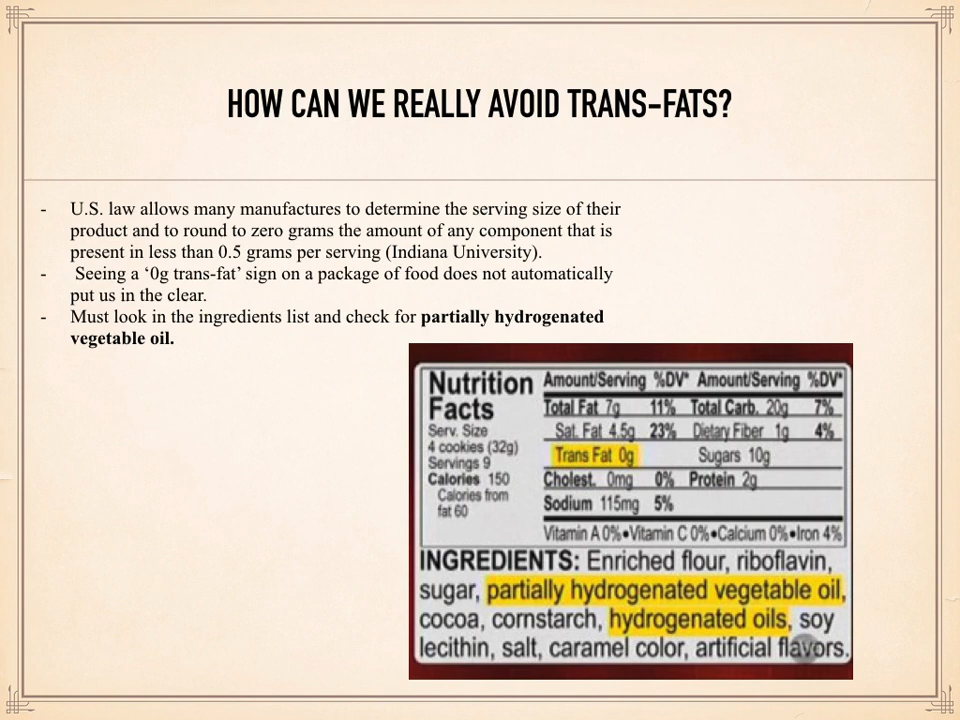 HOW CAN WE REALLY AVOID TRANS-FATS?
- U.S. law allows many manufactures to determine the serving size of their
product and to round to zero grams the amount of any component that is
present in less than 0.5 grams per serving (Indiana University).
- Seeing a ‘0g trans-fat’ sign on a package of food does not automatically
put us in the clear.
- Must look in the ingredients list and check for partially hydrogenated
vegetable oil.
Nutrition Facts
Serv. Size
4 cookies (32g)
Servings 9
Calories 150
Calories from
fat 60
Amount/Serving %DV* Amount/Serving %DV*
Total Fat 7g 11% Total Carb. 20g 7%
Sat. Fat 4.5g 23% Dietary Fiber 1g 4%
Trans Fat 0g Sugars 10g
Cholest. 0mg 0% Protein 2g
Sodium 115mg 5%
Vitamin A 0%•Vitamin C 0%•Calcium 0%•Iron 4%
INGREDIENTS: Enriched flour, riboflavin,
sugar, partially hydrogenated vegetable oil,
cocoa, cornstarch, hydrogenated oils, soy
lecithin, salt, caramel color, artificial flavors.